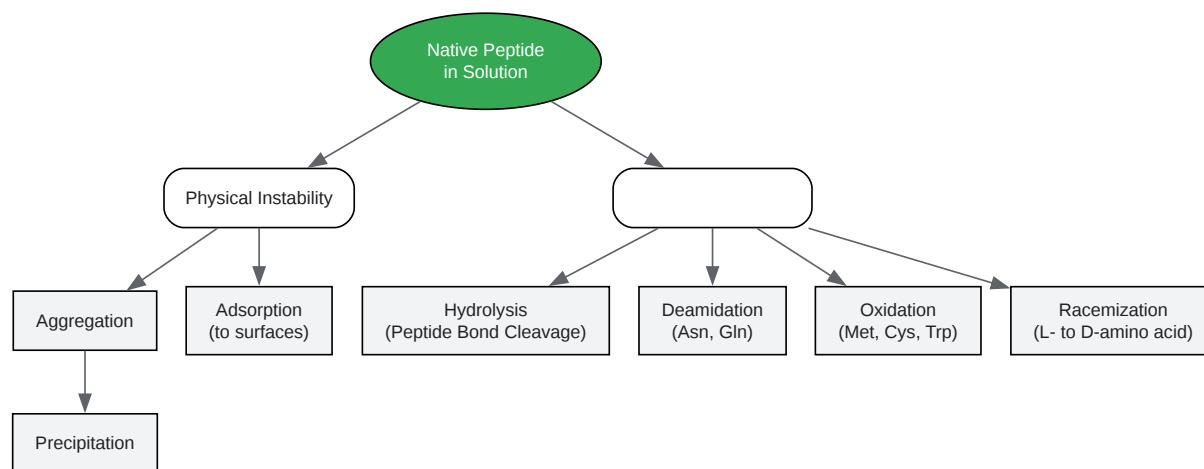 Native Peptide
in Solution
Physical Instability
Aggregation
Adsorption
(to surfaces)
Hydrolysis
(Peptide Bond Cleavage)
Deamidation
(Asn, Gln)
Oxidation
(Met, Cys, Trp)
Racemization
(L- to D-amino acid)
Precipitation